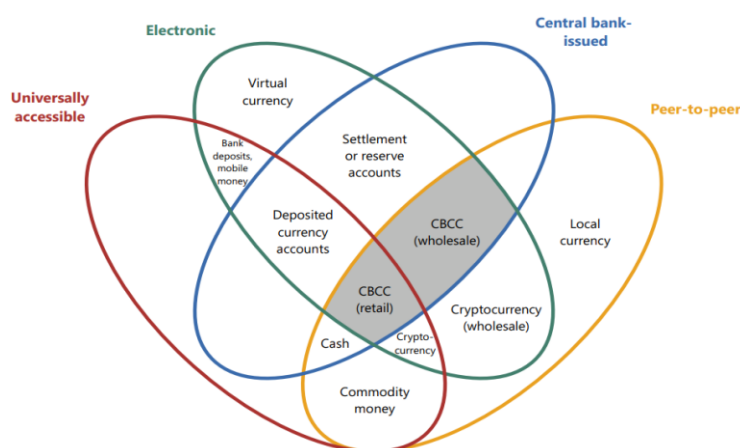 Electronic
Central bank-
issued
Universally
accessible
Peer-to-peer
Virtual
currency
Bank
deposits,
mobile
money
Settlement
or reserve
accounts
Deposited
currency
accounts
CBCC
(wholesale)
Local
currency
CBCC
(retail)
Cryptocurrency
(wholesale)
Cash
Crypto-
currency
Commodity
money